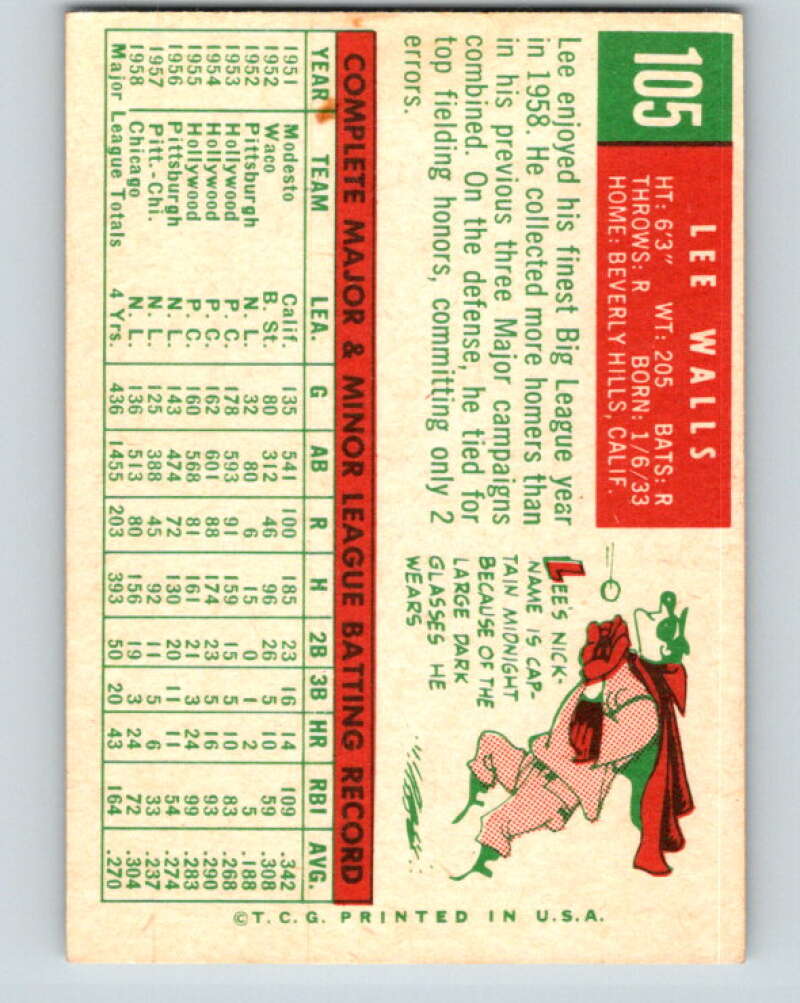 105
LEE WALLS
HT: 6'3" WT: 205 BATS: R
THROWS: R BORN: 1/6/33
HOME: BEVERLY HILLS, CALIF.
Lee enjoyed his finest Big League year
in 1958. He collected more homers than
in his previous three Major campaigns
combined. On the defense, he tied for
top fielding honors, committing only 2
errors.
LEE'S NICK-
NAME IS CAP-
TAIN MIDNIGHT
BECAUSE OF THE
LARGE DARK
GLASSES HE
WEARS
COMPLETE MAJOR & MINOR LEAGUE BATTING RECORD
YEAR TEAM LEA. G AB R H 2B 3B HR RBI AVG.
1951 Modesto Calif. 135 541 100 185 23 16 14 109 .342
1952 Waco B. St. 80 312 46 96 26 5 10 59 .308
1952 Pittsburgh N. L. 32 80 6 15 0 1 2 5 .188
1953 Hollywood P. C. 178 593 91 159 15 5 10 83 .268
1954 Hollywood P. C. 162 601 88 174 23 5 16 93 .290
1955 Hollywood P. C. 160 568 81 161 21 3 24 99 .283
1956 Pittsburgh N. L. 143 474 72 130 20 11 11 54 .274
1957 Pitt.-Chi. N. L. 125 388 45 92 11 5 6 33 .237
1958 Chicago N. L. 136 513 80 156 19 3 24 72 .304
Major League Totals 4 Yrs. 436 1455 203 393 50 20 43 164 .270
©T.C.G. PRINTED IN U.S.A.